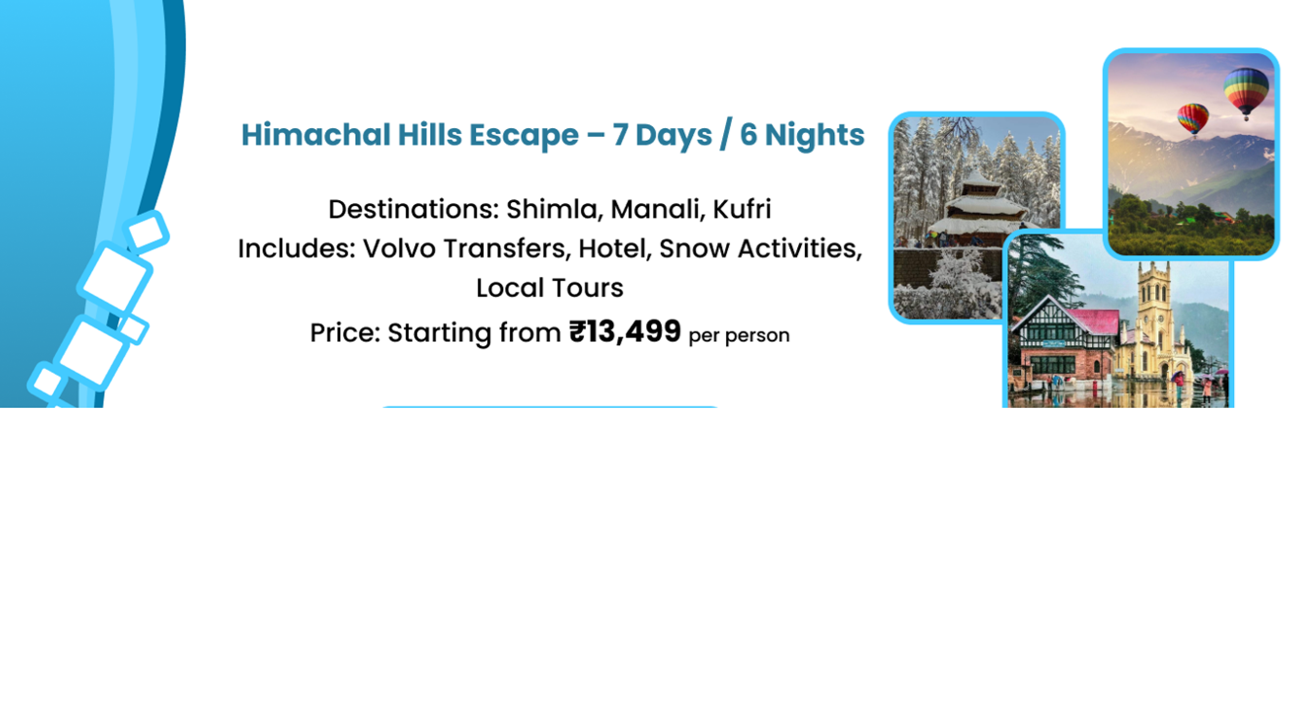 Himachal Hills Escape – 7 Days / 6 Nights
Destinations: Shimla, Manali, Kufri
Includes: Volvo Transfers, Hotel, Snow Activities,
Local Tours
Price: Starting from ₹13,499 per person